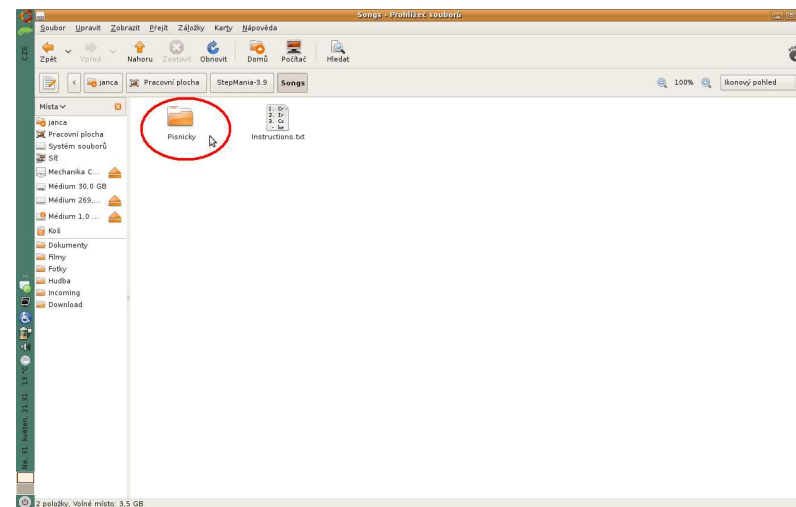 Songs - Prohlížeč souborů
Soubor Upravit Zobrazit Přejít Záložky Karty Nápověda
Zpět Vpřed Nahoru Zastavit Obnovit Domů Počítač Hledat
janca Pracovní plocha StepMania-3.9 Songs 100% Ikonový pohled
Místa
janca
Pracovní plocha
Systém souborů
Síť
Mechanika C...
Médium 30,0 GB
Médium 269,...
Médium 1,0 ...
Koš
Dokumenty
Filmy
Fotky
Hudba
Incoming
Download
Pisnicky
Instructions.txt
CZE
Ne, 31. květen, 21:31
13 °C
2 položky, Volné místo: 3,5 GB